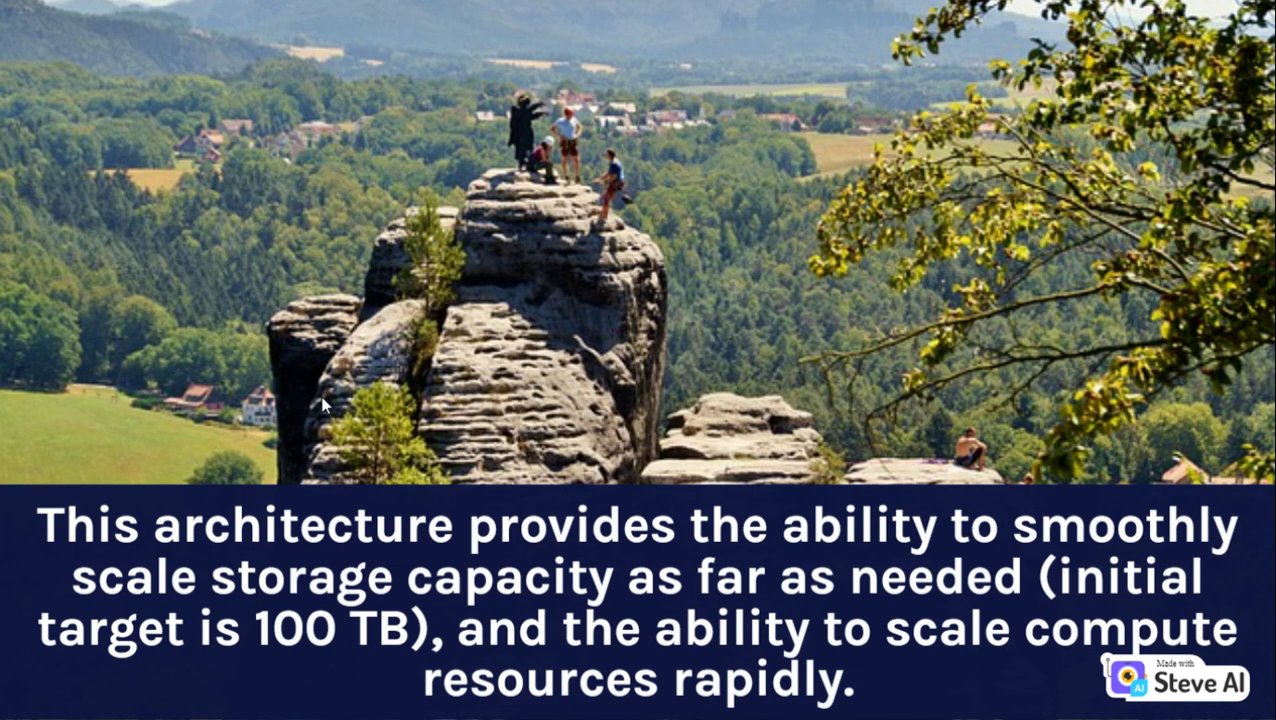 This architecture provides the ability to smoothly
scale storage capacity as far as needed (initial
target is 100 TB), and the ability to scale compute
resources rapidly.
Made with
Steve AI
AI